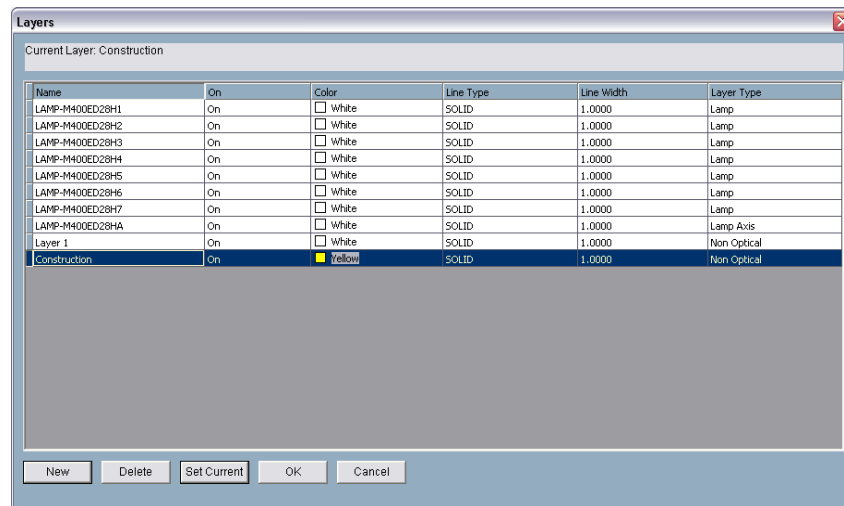 Layers
Current Layer: Construction
Name On Color Line Type Line Width Layer Type
LAMP-M400ED28H1 On White SOLID 1.0000 Lamp
LAMP-M400ED28H2 On White SOLID 1.0000 Lamp
LAMP-M400ED28H3 On White SOLID 1.0000 Lamp
LAMP-M400ED28H4 On White SOLID 1.0000 Lamp
LAMP-M400ED28H5 On White SOLID 1.0000 Lamp
LAMP-M400ED28H6 On White SOLID 1.0000 Lamp
LAMP-M400ED28H7 On White SOLID 1.0000 Lamp
LAMP-M400ED28HA On White SOLID 1.0000 Lamp Axis
Layer 1 On White SOLID 1.0000 Non Optical
Construction On Yellow SOLID 1.0000 Non Optical
New Delete Set Current OK Cancel